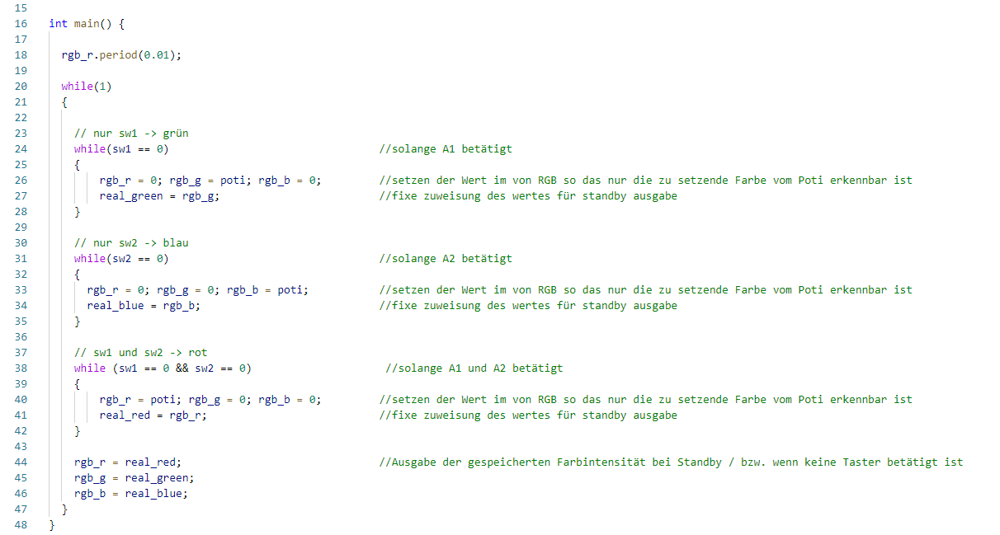 15
16 int main() {
17
18 rgb_r.period(0.01);
19
20 while(1)
21 {
22
23 // nur sw1 -> grün
24 while(sw1 == 0) //solange A1 betätigt
25 {
26 rgb_r = 0; rgb_g = poti; rgb_b = 0; //setzen der Wert im von RGB so das nur die zu setzende Farbe vom Poti erkennbar ist
27 real_green = rgb_g; //fixe zuweisung des wertes für standby ausgabe
28 }
29
30 // nur sw2 -> blau
31 while(sw2 == 0) //solange A2 betätigt
32 {
33 rgb_r = 0; rgb_g = 0; rgb_b = poti; //setzen der Wert im von RGB so das nur die zu setzende Farbe vom Poti erkennbar ist
34 real_blue = rgb_b; //fixe zuweisung des wertes für standby ausgabe
35 }
36
37 // sw1 und sw2 -> rot
38 while (sw1 == 0 && sw2 == 0) //solange A1 und A2 betätigt
39 {
40 rgb_r = poti; rgb_g = 0; rgb_b = 0; //setzen der Wert im von RGB so das nur die zu setzende Farbe vom Poti erkennbar ist
41 real_red = rgb_r; //fixe zuweisung des wertes für standby ausgabe
42 }
43
44 rgb_r = real_red; //Ausgabe der gespeicherten Farbintensität bei Standby / bzw. wenn keine Taster betätigt ist
45 rgb_g = real_green;
46 rgb_b = real_blue;
47 }
48 }